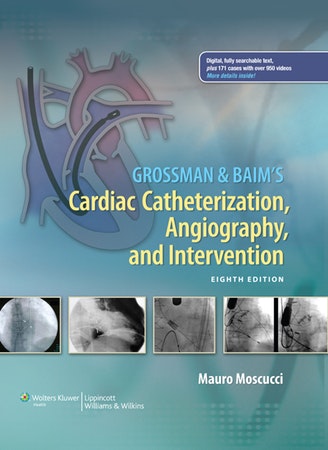 Digital, fully searchable text,
plus 171 cases with over 950 videos
More details inside!
GROSSMAN & BAIM'S
Cardiac Catheterization,
Angiography,
and Intervention
EIGHTH EDITION
Mauro Moscucci
Wolters Kluwer
Health
Lippincott
Williams & Wilkins